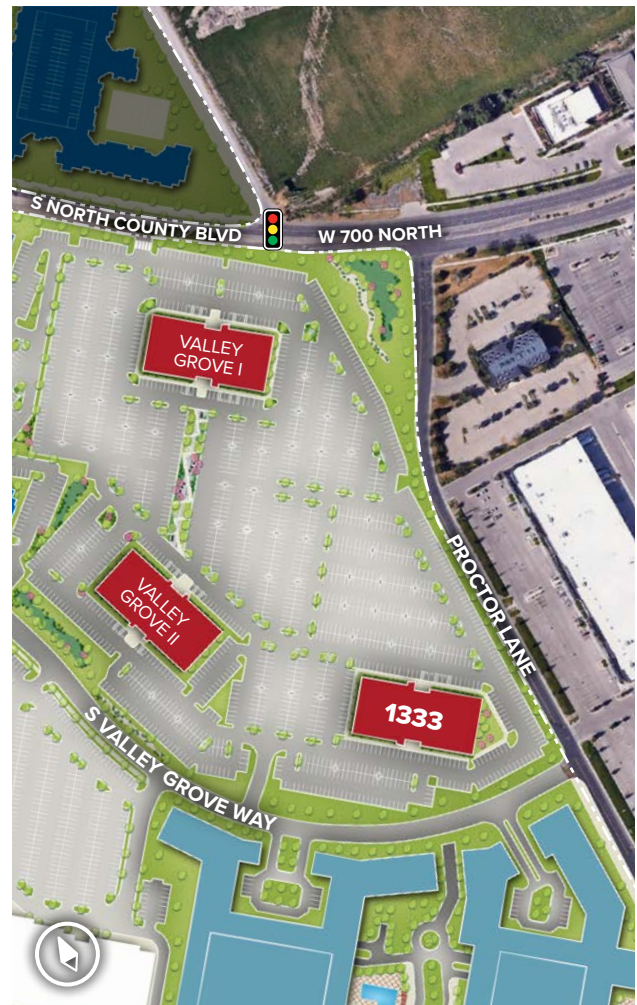 S NORTH COUNTY BLVD
W 700 NORTH
VALLEY
GROVE I
PROCTOR LANE
VALLEY
GROVE II
1333
S VALLEY GROVE WAY